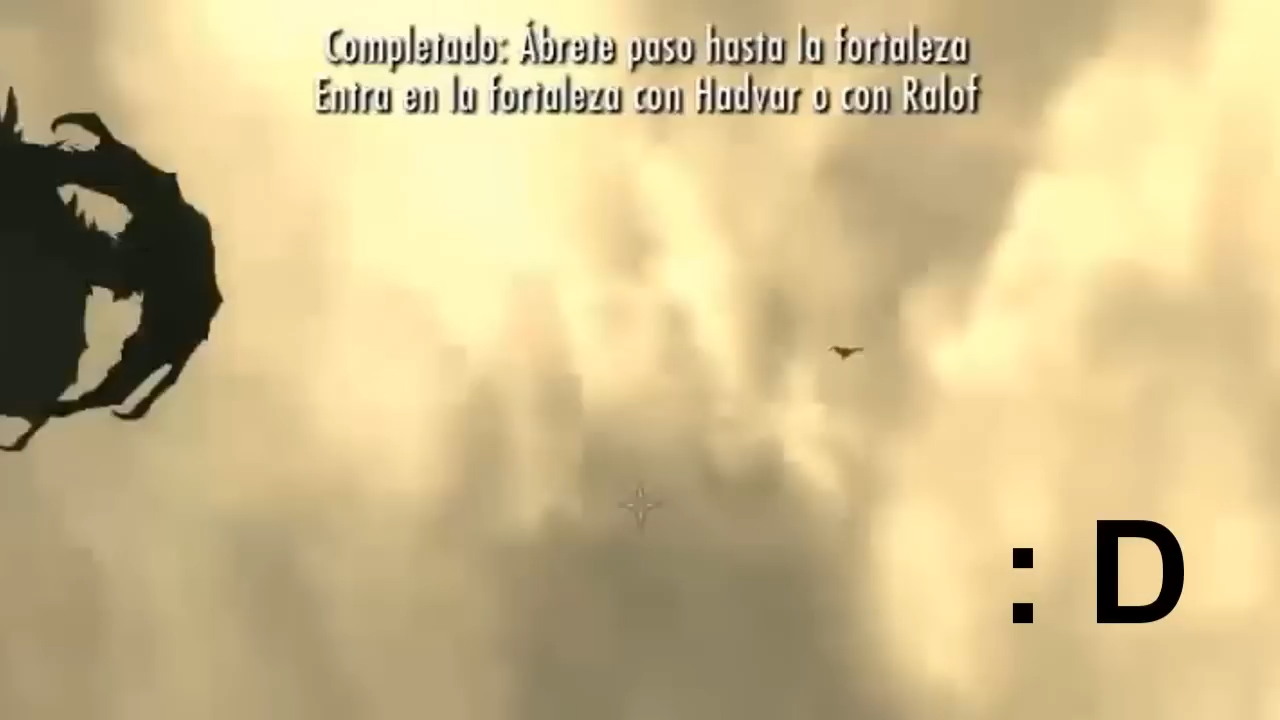 Completado: Ábrete paso hasta la fortaleza
Entra en la fortaleza con Hadvar o con Ralof
: D